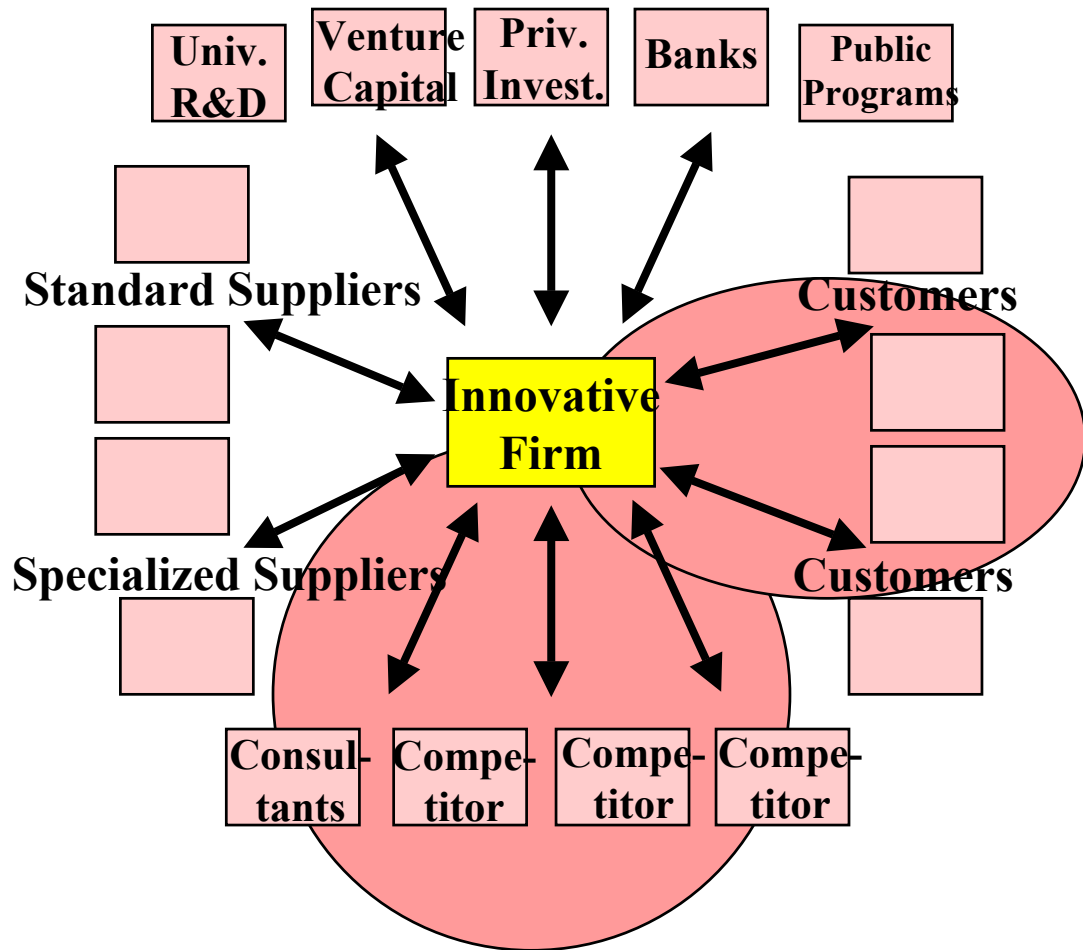 Univ.
R&D
Venture
Capital
Priv.
Invest.
Banks
Public
Programs
Standard Suppliers
Customers
Innovative
Firm
Specialized Suppliers
Customers
Consul-
tants
Compe-
titor
Compe-
titor
Compe-
titor